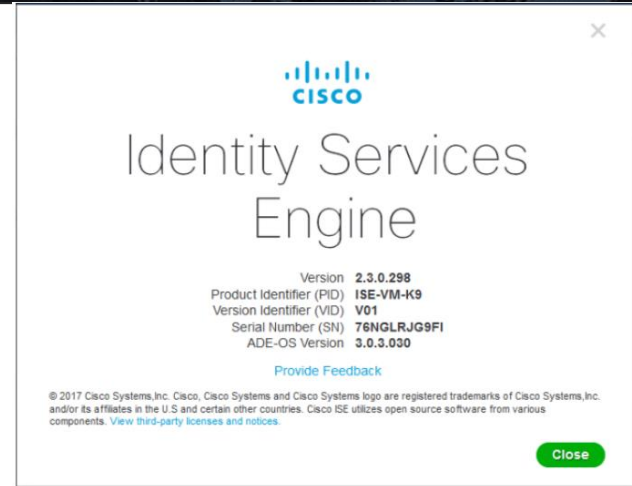 CISCO
Identity Services
Engine
Version 2.3.0.298
Product Identifier (PID) ISE-VM-K9
Version Identifier (VID) V01
Serial Number (SN) 76NGLRJG9FI
ADE-OS Version 3.0.3.030
Provide Feedback
© 2017 Cisco Systems,Inc. Cisco, Cisco Systems and Cisco Systems logo are registered trademarks of Cisco Systems,Inc.
and/or its affiliates in the U.S and certain other countries. Cisco ISE utilizes open source software from various
components. View third-party licenses and notices.
Close